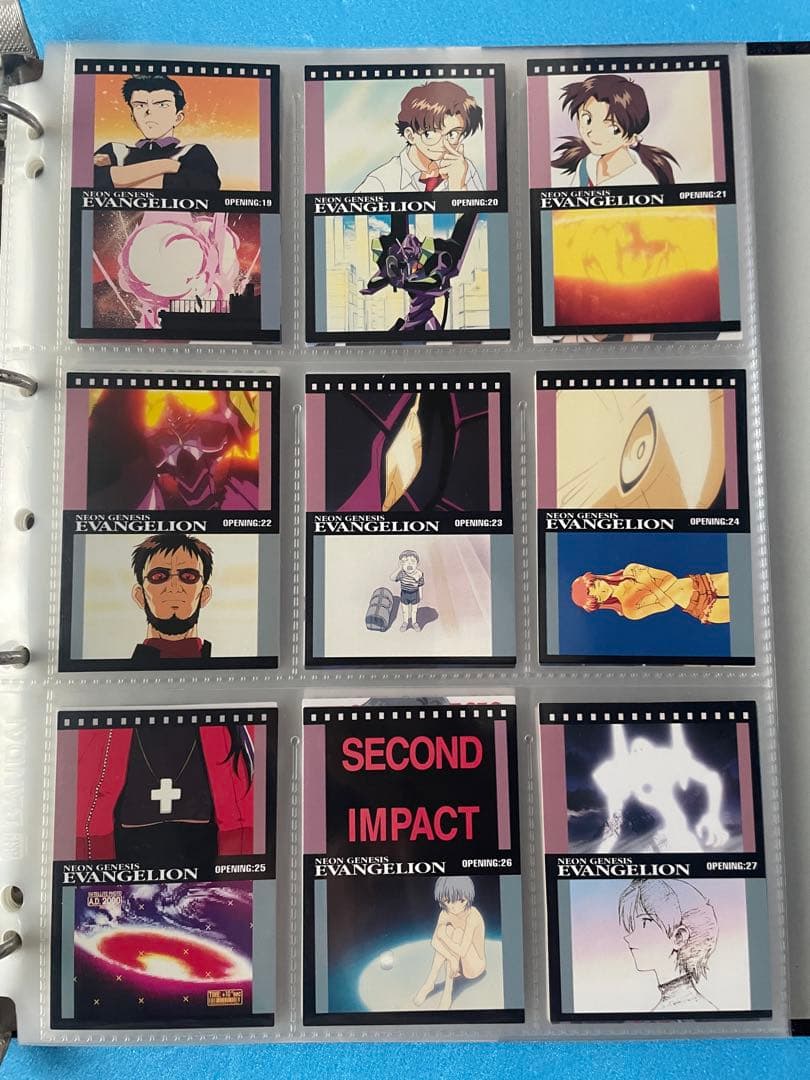 NEON GENESIS
EVANGELION OPENING:19
NEON GENESIS
EVANGELION OPENING:20
NEON GENESIS
EVANGELION OPENING:21
NEON GENESIS
EVANGELION OPENING:22
NEON GENESIS
EVANGELION OPENING:23
NEON GENESIS
EVANGELION OPENING:24
NEON GENESIS
EVANGELION OPENING:25
SATELLITE PHOTO
A.D. 2000
SECOND
IMPACT
NEON GENESIS
EVANGELION OPENING:26
NEON GENESIS
EVANGELION OPENING:27